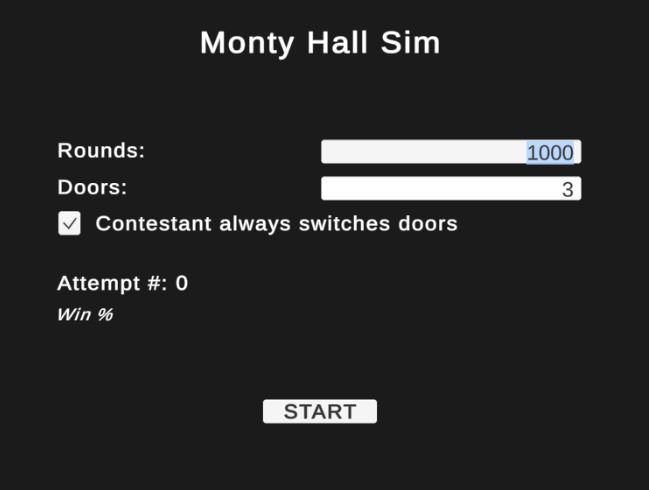 Monty Hall Sim
Rounds: 1000
Doors: 3
Contestant always switches doors
Attempt #: 0
Win %
START